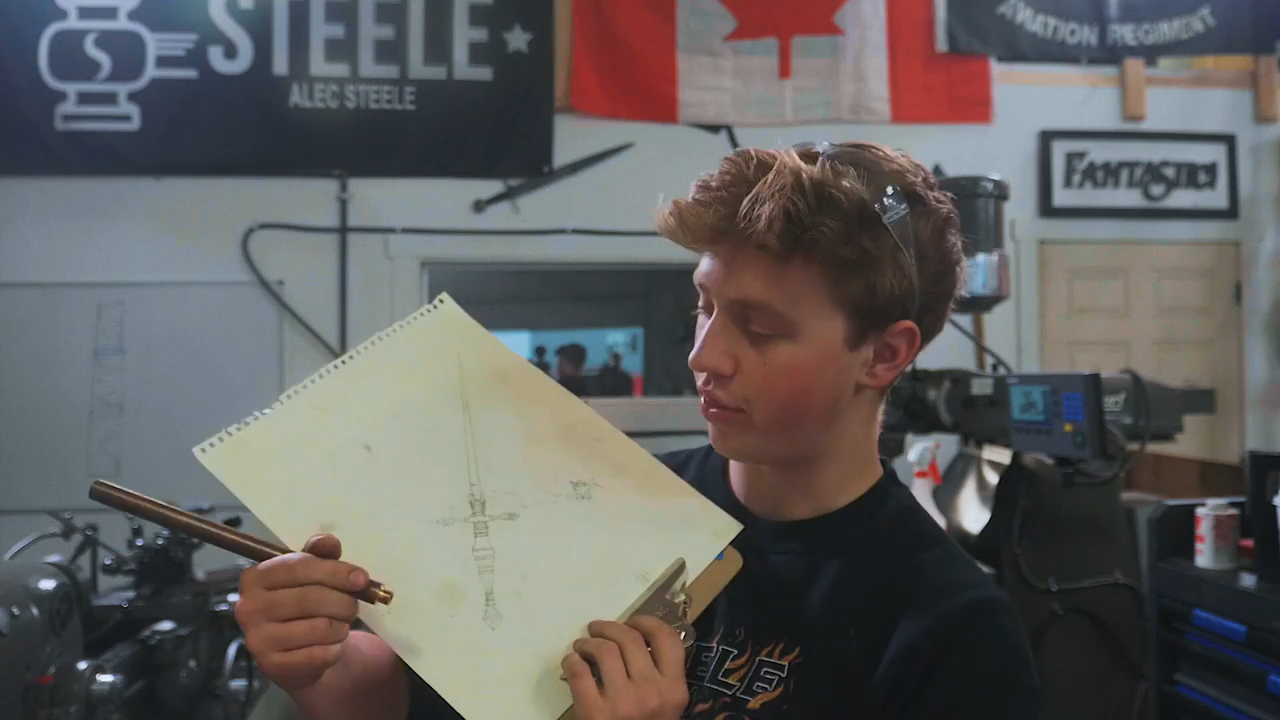 STEELE
ALEC STEELE
AVIATION REGIMENT
FANTASTIC!
ELE